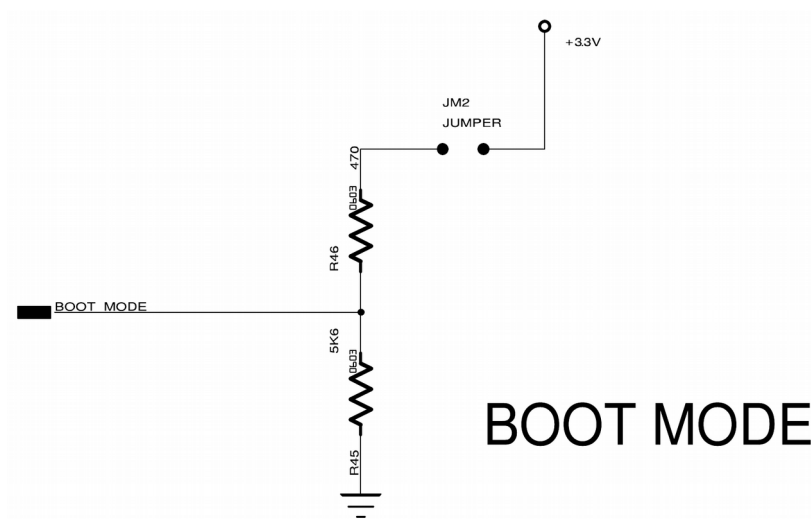 +3.3V
JM2
JUMPER
470
0603
R46
BOOT MODE
5K6
0603
R45
BOOT MODE